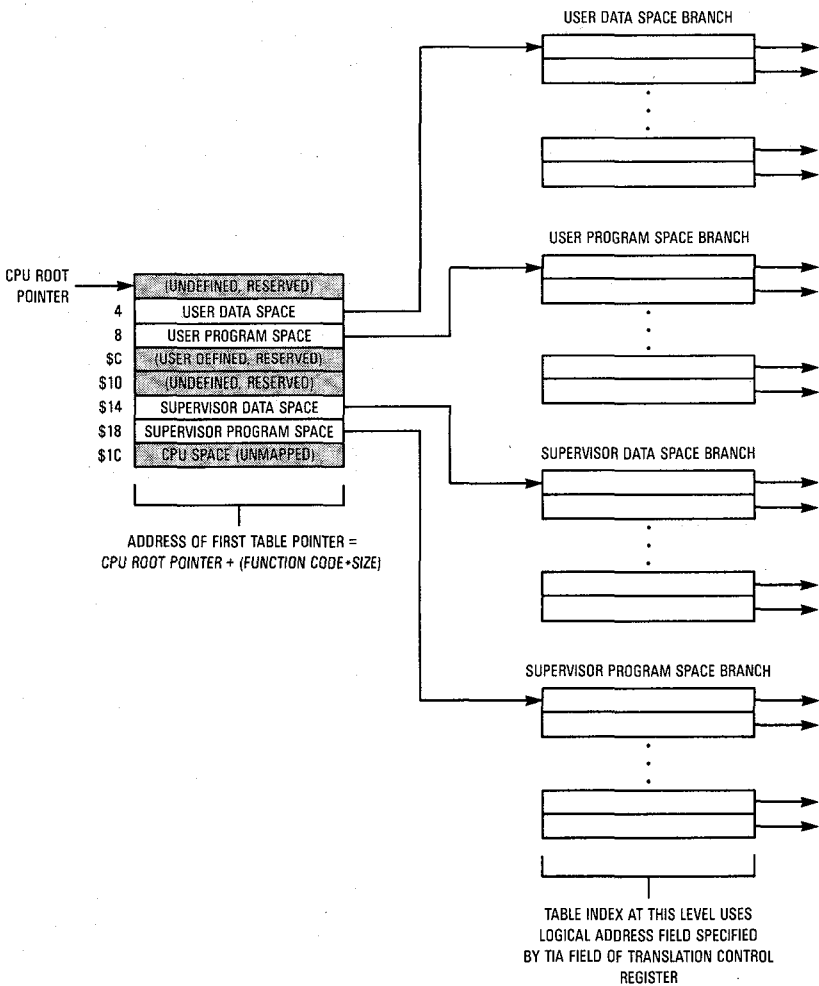 USER DATA SPACE BRANCH
USER PROGRAM SPACE BRANCH
CPU ROOT
POINTER
(UNDEFINED, RESERVED)
4 USER DATA SPACE
8 USER PROGRAM SPACE
$C (USER DEFINED, RESERVED)
$10 (UNDEFINED, RESERVED)
$14 SUPERVISOR DATA SPACE
$18 SUPERVISOR PROGRAM SPACE
$1C CPU SPACE (UNMAPPED)
ADDRESS OF FIRST TABLE POINTER =
CPU ROOT POINTER + (FUNCTION CODE*SIZE)
SUPERVISOR DATA SPACE BRANCH
SUPERVISOR PROGRAM SPACE BRANCH
TABLE INDEX AT THIS LEVEL USES
LOGICAL ADDRESS FIELD SPECIFIED
BY TIA FIELD OF TRANSLATION CONTROL
REGISTER